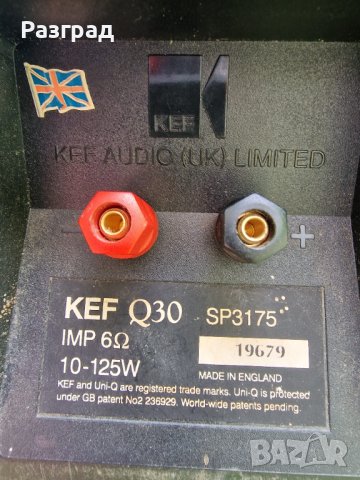 Разград
KEF
KEF AUDIO (UK) LIMITED
- +
KEF Q30 SP3175
IMP 6Ω 19679
10-125W MADE IN ENGLAND
KEF and Uni-Q are registered trade marks. Uni-Q is protected
under GB patent No2 236929. World-wide patents pending.
BAZAR